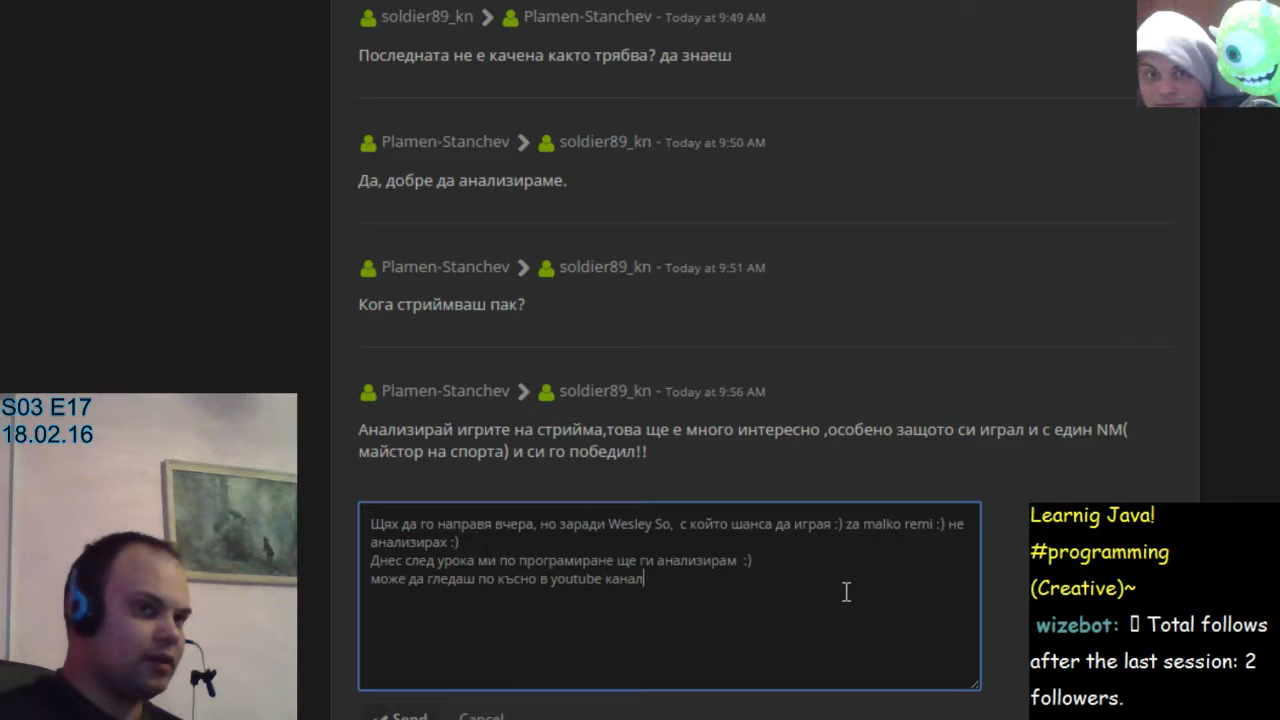 soldier89_kn Plamen-Stanchev - Today at 9:49 AM
Последната не е качена както трябва? да знаеш
Plamen-Stanchev soldier89_kn - Today at 9:50 AM
Да, добре да анализираме.
Plamen-Stanchev soldier89_kn - Today at 9:51 AM
Кога стриймваш пак?
Plamen-Stanchev soldier89_kn - Today at 9:56 AM
Анализирай игрите на стрийма,това ще е много интересно ,особено защото си играл и с един NM(
майстор на спорта) и си го победил!!
Щях да го направя вчера, но заради Wesley So, с който шанса да играя :) za malko remi :) не
анализирах :)
Днес след урока ми по програмиране ще ги анализирам :)
може да гледаш по късно в youtube канал
Send Cancel
S03 E17
18.02.16
Learnig Java!
#programming
(Creative)~
wizebot: Total follows
after the last session: 2
followers.